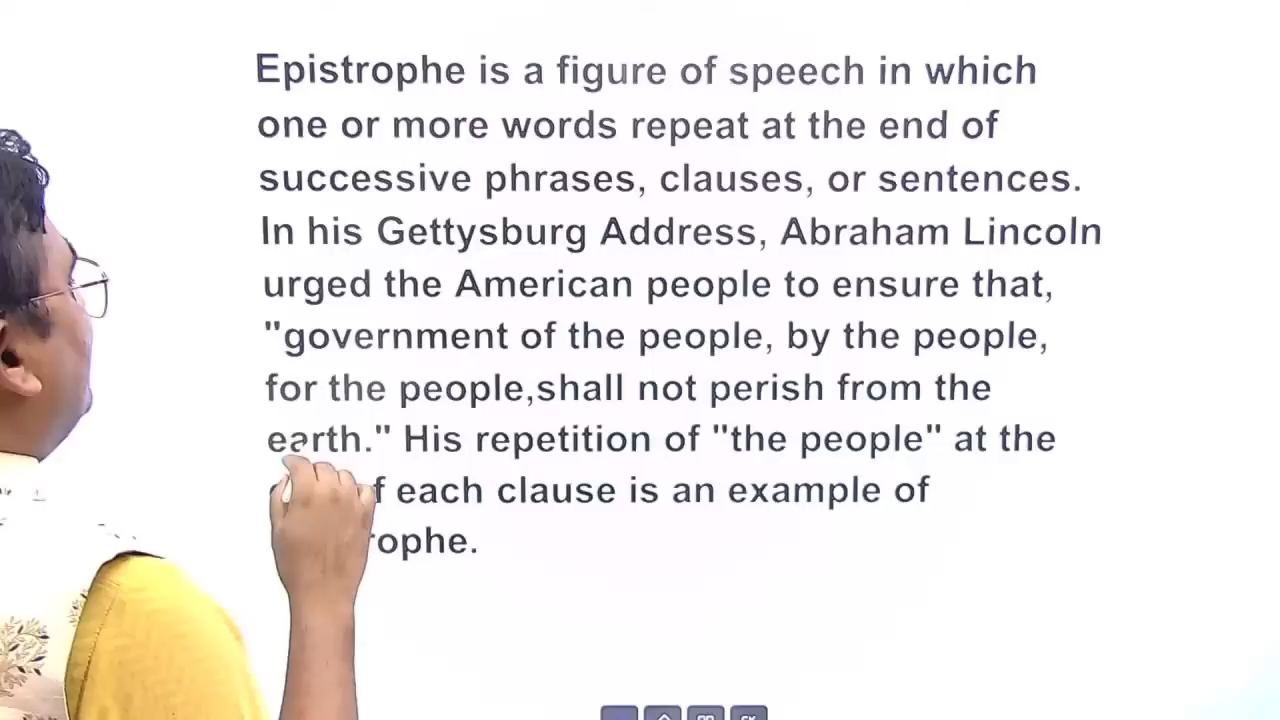 Epistrophe is a figure of speech in which
one or more words repeat at the end of
successive phrases, clauses, or sentences.
In his Gettysburg Address, Abraham Lincoln
urged the American people to ensure that,
"government of the people, by the people,
for the people,shall not perish from the
earth." His repetition of "the people" at the
each clause is an example of